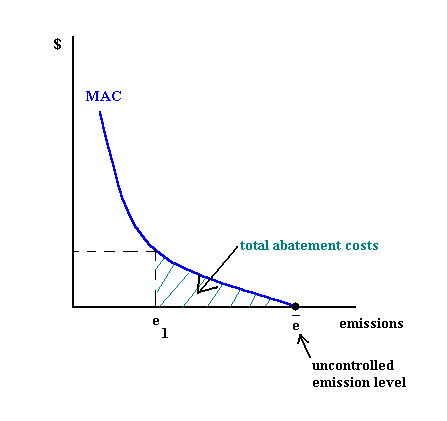 $
MAC
total abatement costs
e
1
e̅
emissions
uncontrolled
emission level